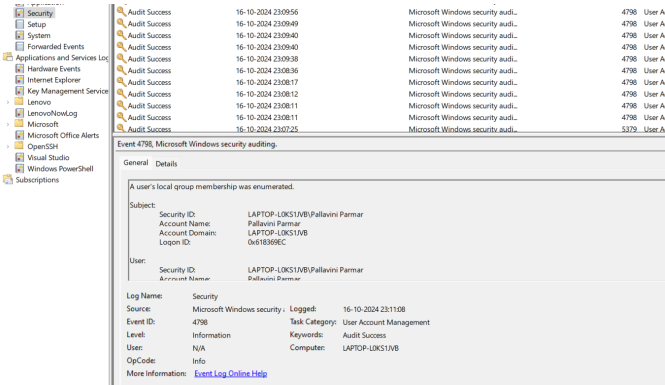 Security
Setup
System
Forwarded Events
Applications and Services Log
Hardware Events
Internet Explorer
Key Management Service
Lenovo
LenovoNowLog
Microsoft
Microsoft Office Alerts
OpenSSH
Visual Studio
Windows PowerShell
Subscriptions
Audit Success 16-10-2024 23:09:56 Microsoft Windows security audi... 4798 User A
Audit Success 16-10-2024 23:09:49 Microsoft Windows security audi... 4798 User A
Audit Success 16-10-2024 23:09:40 Microsoft Windows security audi... 4798 User A
Audit Success 16-10-2024 23:09:40 Microsoft Windows security audi... 4798 User A
Audit Success 16-10-2024 23:09:38 Microsoft Windows security audi... 4798 User A
Audit Success 16-10-2024 23:08:36 Microsoft Windows security audi... 4798 User A
Audit Success 16-10-2024 23:08:17 Microsoft Windows security audi... 4798 User A
Audit Success 16-10-2024 23:08:12 Microsoft Windows security audi... 4798 User A
Audit Success 16-10-2024 23:08:11 Microsoft Windows security audi... 4798 User A
Audit Success 16-10-2024 23:08:11 Microsoft Windows security audi... 4798 User A
Audit Success 16-10-2024 23:07:25 Microsoft Windows security audi... 5379 User A
Event 4798, Microsoft Windows security auditing.
General Details
A user's local group membership was enumerated.
Subject:
Security ID: LAPTOP-L0KS1JVB\Pallavini Parmar
Account Name: Pallavini Parmar
Account Domain: LAPTOP-L0KS1JVB
Logon ID: 0x618369EC
User:
Security ID: LAPTOP-L0KS1JVB\Pallavini Parmar
Account Name: Pallavini Parmar
Log Name: Security
Source: Microsoft Windows security Logged: 16-10-2024 23:11:08
Event ID: 4798 Task Category: User Account Management
Level: Information Keywords: Audit Success
User: N/A Computer: LAPTOP-L0KS1JVB
OpCode: Info
More Information: Event Log Online Help